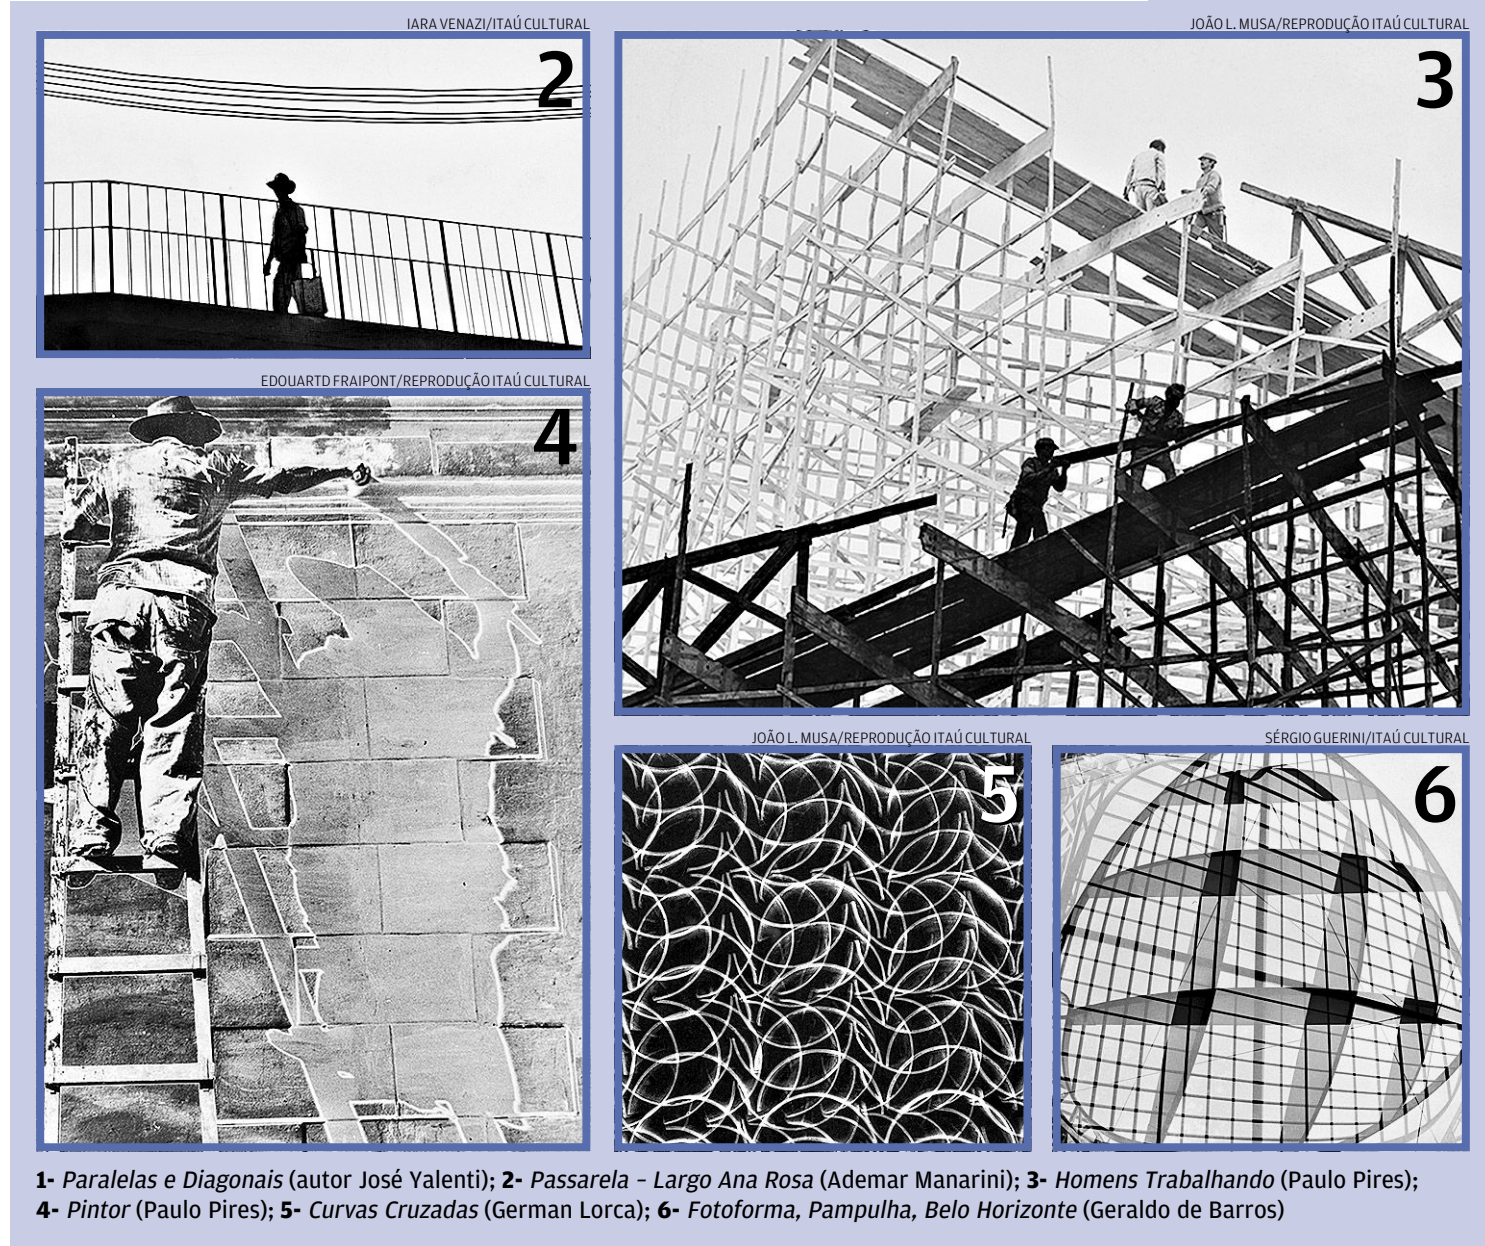 IARA VENAZI/ITAÚ CULTURAL
JOÃO L. MUSA/REPRODUÇÃO ITAÚ CULTURAL
2
3
EDOUARTD FRAIPONT/REPRODUÇÃO ITAÚ CULTURAL
4
JOÃO L. MUSA/REPRODUÇÃO ITAÚ CULTURAL
SÉRGIO GUERINI/ITAÚ CULTURAL
5
6
1- Paralelas e Diagonais (autor José Yalenti); 2- Passarela – Largo Ana Rosa (Ademar Manarini); 3- Homens Trabalhando (Paulo Pires);
4- Pintor (Paulo Pires); 5- Curvas Cruzadas (German Lorca); 6- Fotoforma, Pampulha, Belo Horizonte (Geraldo de Barros)